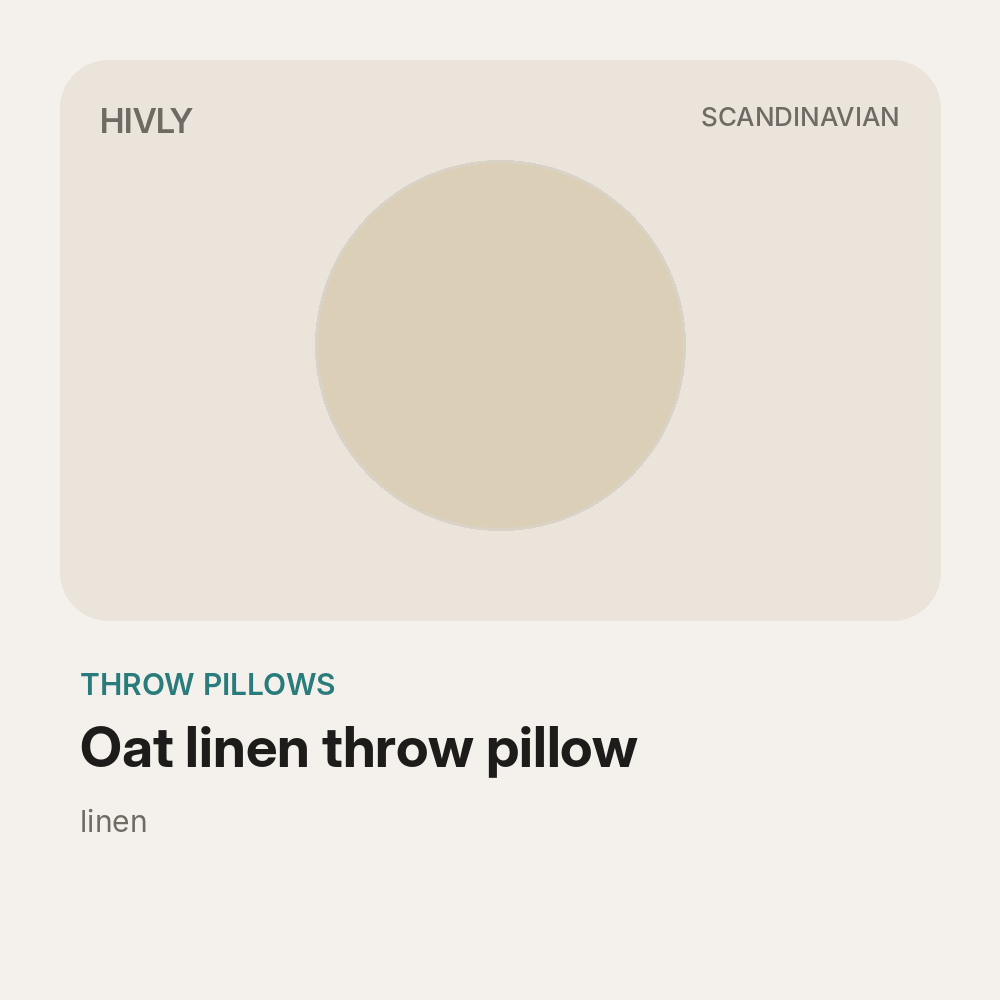 HIVLY
SCANDINAVIAN
THROW PILLOWS
Oat linen throw pillow
linen